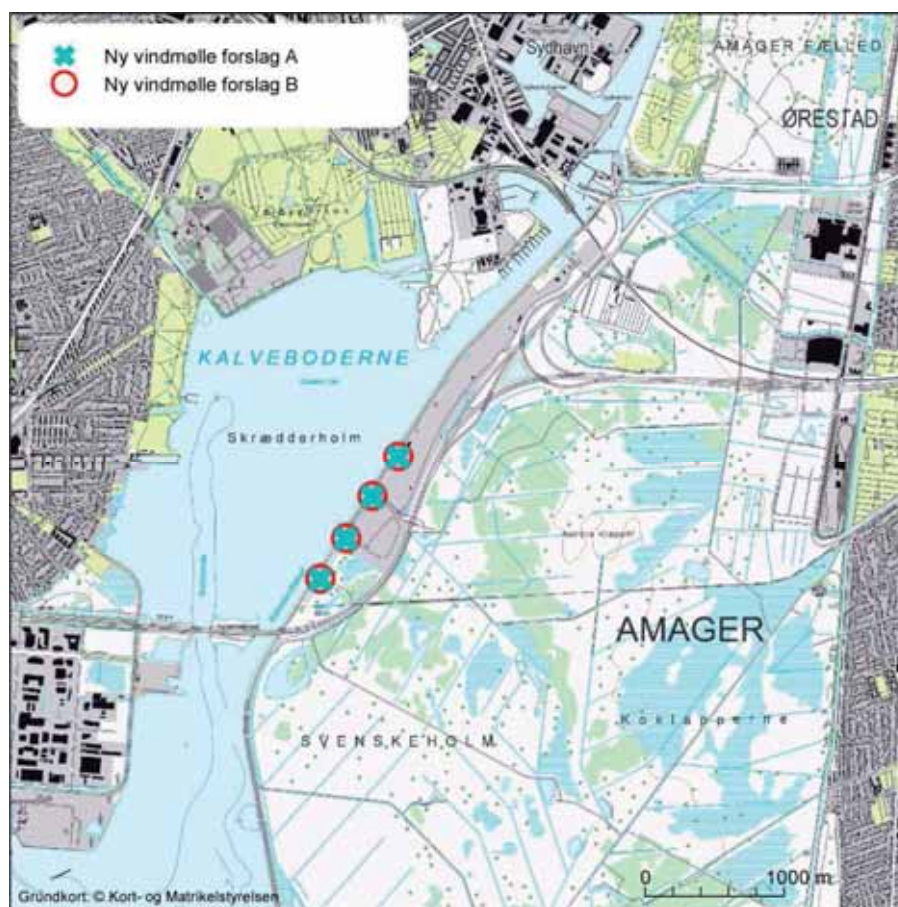 Ny vindmølle forslag A
Ny vindmølle forslag B
Sydhavn
AMAGER FÆLLED
ØRESTAD
KALVEBODERNE
Skrædderholm
AMAGER
Koklapperne
SVENSKEHOLM
0 1000 m
Grundkort: © Kort- og Matrikelstyrelsen